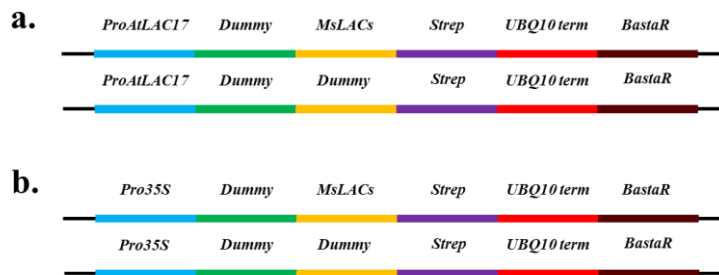 a.
ProAtLAC17 Dummy MsLACs Strep UBQ10 term BastaR
ProAtLAC17 Dummy Dummy Strep UBQ10 term BastaR
b.
Pro35S Dummy MsLACs Strep UBQ10 term BastaR
Pro35S Dummy Dummy Strep UBQ10 term BastaR